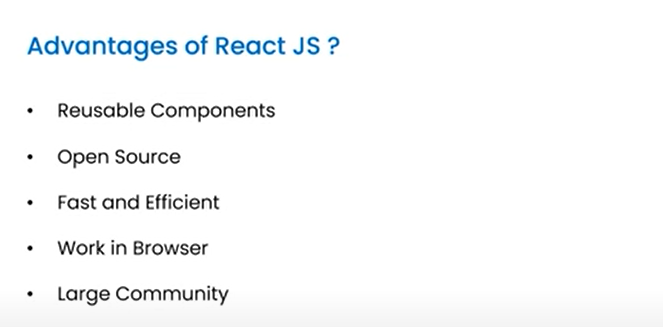 Advantages of React JS ?
• Reusable Components
• Open Source
• Fast and Efficient
• Work in Browser
• Large Community